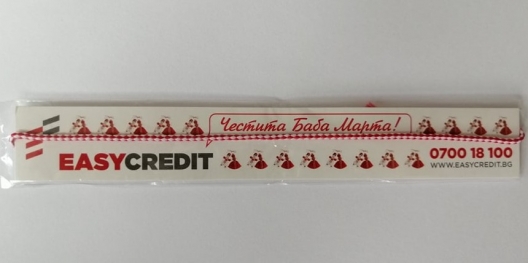 Честита Баба Марта!
EASYCREDIT
0700 18 100
WWW.EASYCREDIT.BG